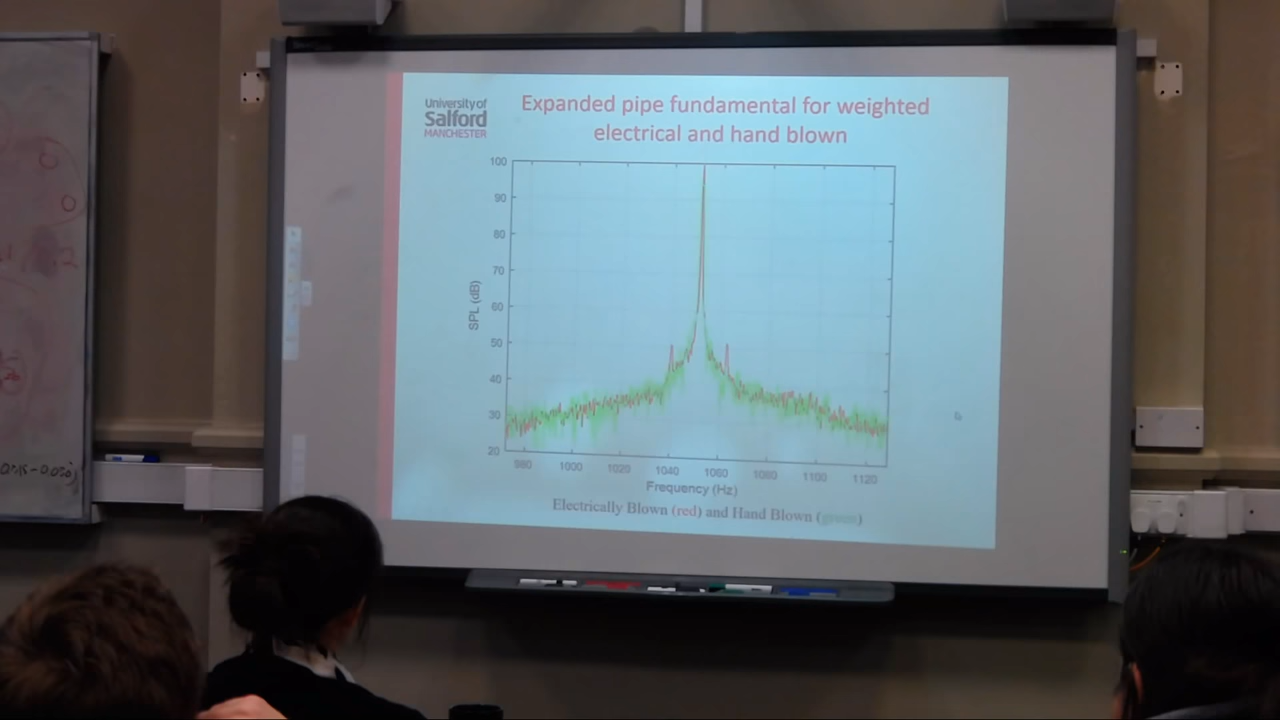 University of
Salford
MANCHESTER
Expanded pipe fundamental for weighted
electrical and hand blown
100
90
80
70
60
50
40
30
20
SPL (dB)
980 1000 1020 1040 1060 1080 1100 1120
Frequency (Hz)
Electrically Blown (red) and Hand Blown (green)